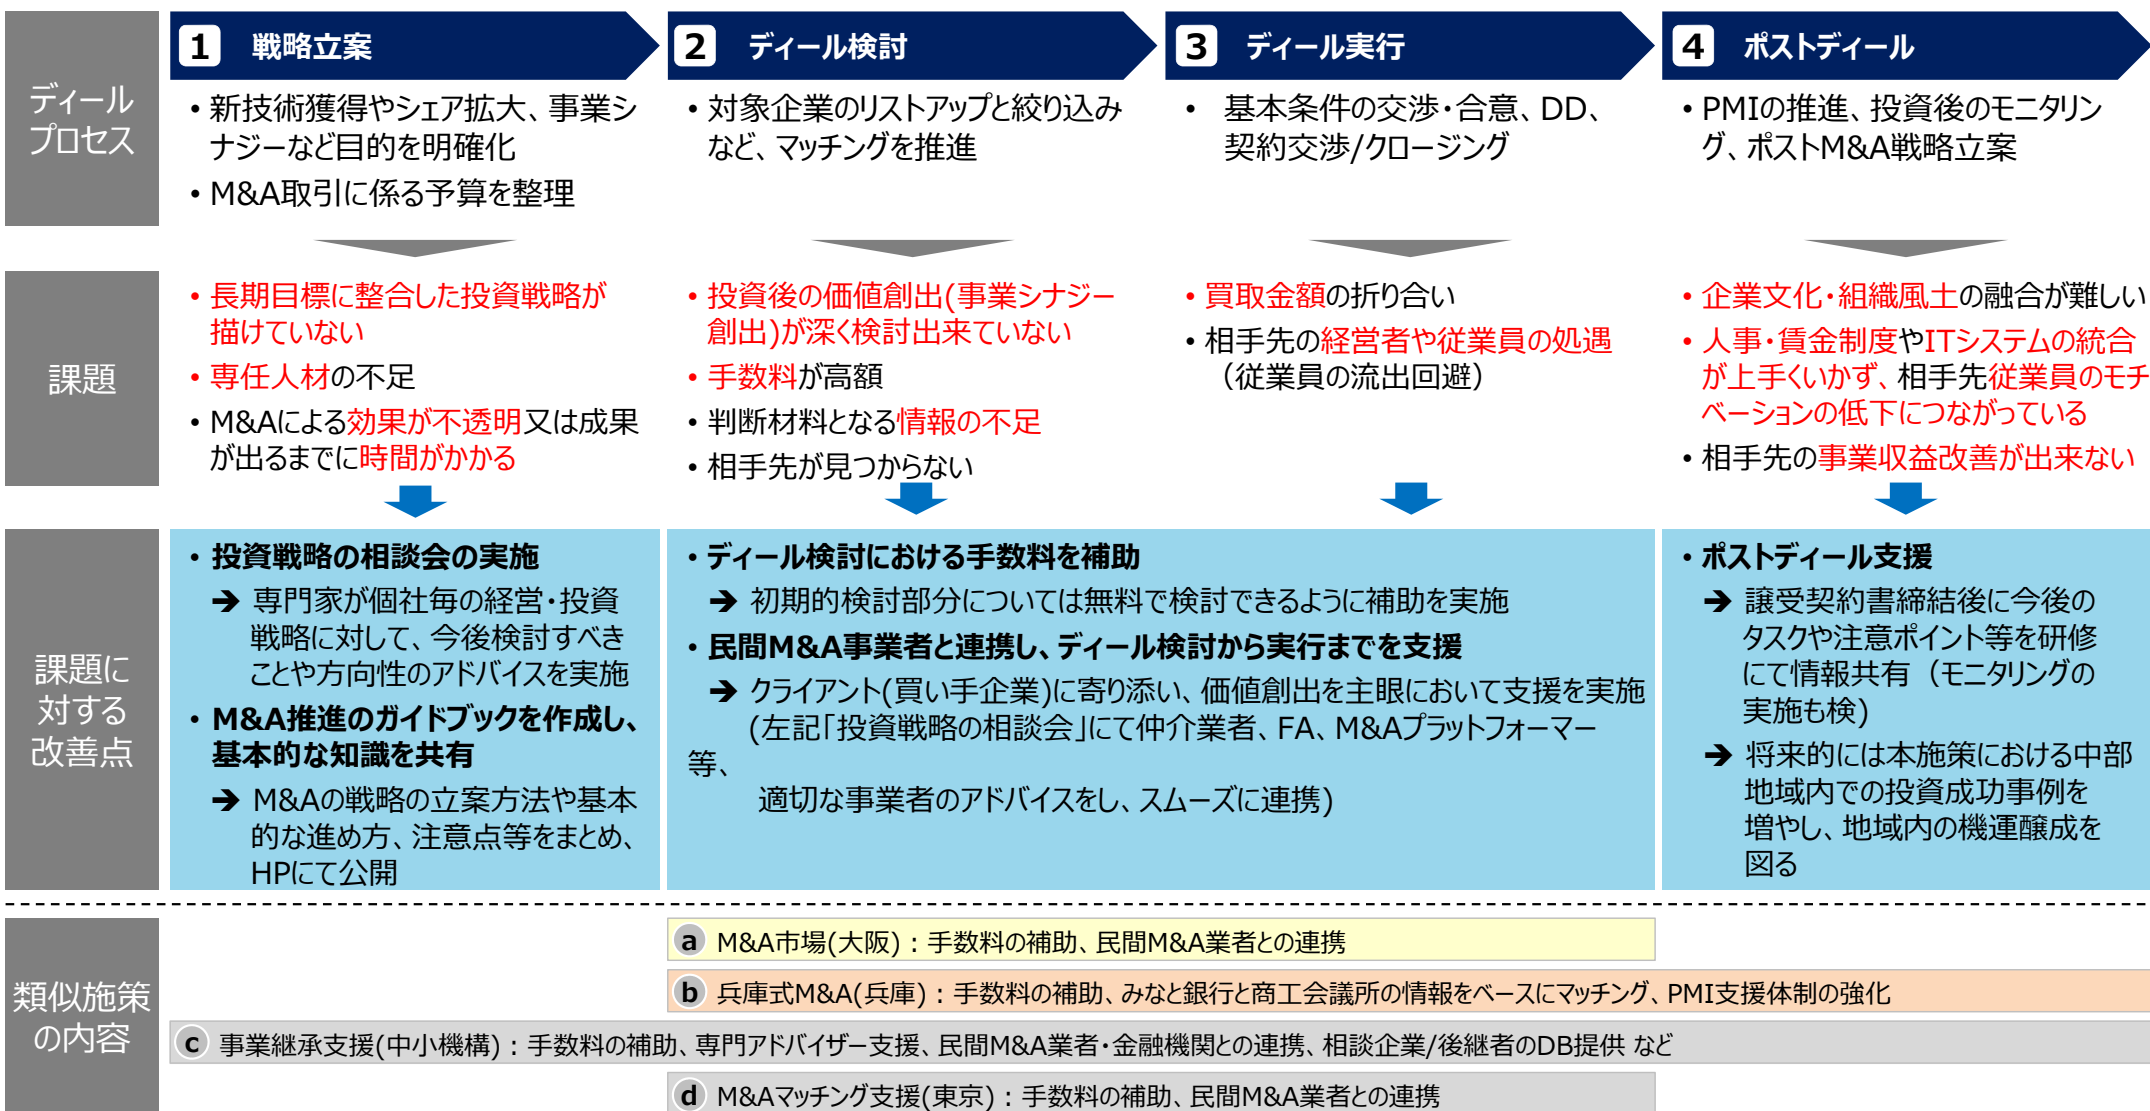 ディール
プロセス
1 戦略立案
2 ディール検討
3 ディール実行
4 ポストディール
• 新技術獲得やシェア拡大、事業シ
ナジーなど目的を明確化
• M&A取引に係る予算を整理
• 対象企業のリストアップと絞り込み
など、マッチングを推進
• 基本条件の交渉・合意、DD、
契約交渉/クロージング
• PMIの推進、投資後のモニタリン
グ、ポストM&A戦略立案
課題
• 長期目標に整合した投資戦略が
描けていない
• 専任人材の不足
• M&Aによる効果が不透明又は成果
が出るまでに時間がかかる
• 投資後の価値創出(事業シナジー
創出)が深く検討出来ていない
• 手数料が高額
• 判断材料となる情報の不足
• 相手先が見つからない
• 買取金額の折り合い
• 相手先の経営者や従業員の処遇
（従業員の流出回避）
• 企業文化・組織風土の融合が難しい
• 人事・賃金制度やITシステムの統合
が上手くいかず、相手先従業員のモチ
ベーションの低下につながっている
• 相手先の事業収益改善が出来ない
課題に
対する
改善点
• 投資戦略の相談会の実施
➔ 専門家が個社毎の経営・投資
戦略に対して、今後検討すべき
ことや方向性のアドバイスを実施
• M&A推進のガイドブックを作成し、
基本的な知識を共有
➔ M&Aの戦略の立案方法や基本
的な進め方、注意点等をまとめ、
HPにて公開
• ディール検討における手数料を補助
➔ 初期的検討部分については無料で検討できるように補助を実施
• 民間M&A事業者と連携し、ディール検討から実行までを支援
➔ クライアント(買い手企業)に寄り添い、価値創出を主眼において支援を実施
(左記「投資戦略の相談会」にて仲介業者、FA、M&Aプラットフォーマー
等、
適切な事業者のアドバイスをし、スムーズに連携)
• ポストディール支援
➔ 譲受契約書締結後に今後の
タスクや注意ポイント等を研修
にて情報共有（モニタリングの
実施も検)
➔ 将来的には本施策における中部
地域内での投資成功事例を
増やし、地域内の機運醸成を
図る
類似施策
の内容
a M&A市場(大阪)：手数料の補助、民間M&A業者との連携
b 兵庫式M&A(兵庫)：手数料の補助、みなと銀行と商工会議所の情報をベースにマッチング、PMI支援体制の強化
c 事業継承支援(中小機構)：手数料の補助、専門アドバイザー支援、民間M&A業者・金融機関との連携、相談企業/後継者のDB提供 など
d M&Aマッチング支援(東京)：手数料の補助、民間M&A業者との連携